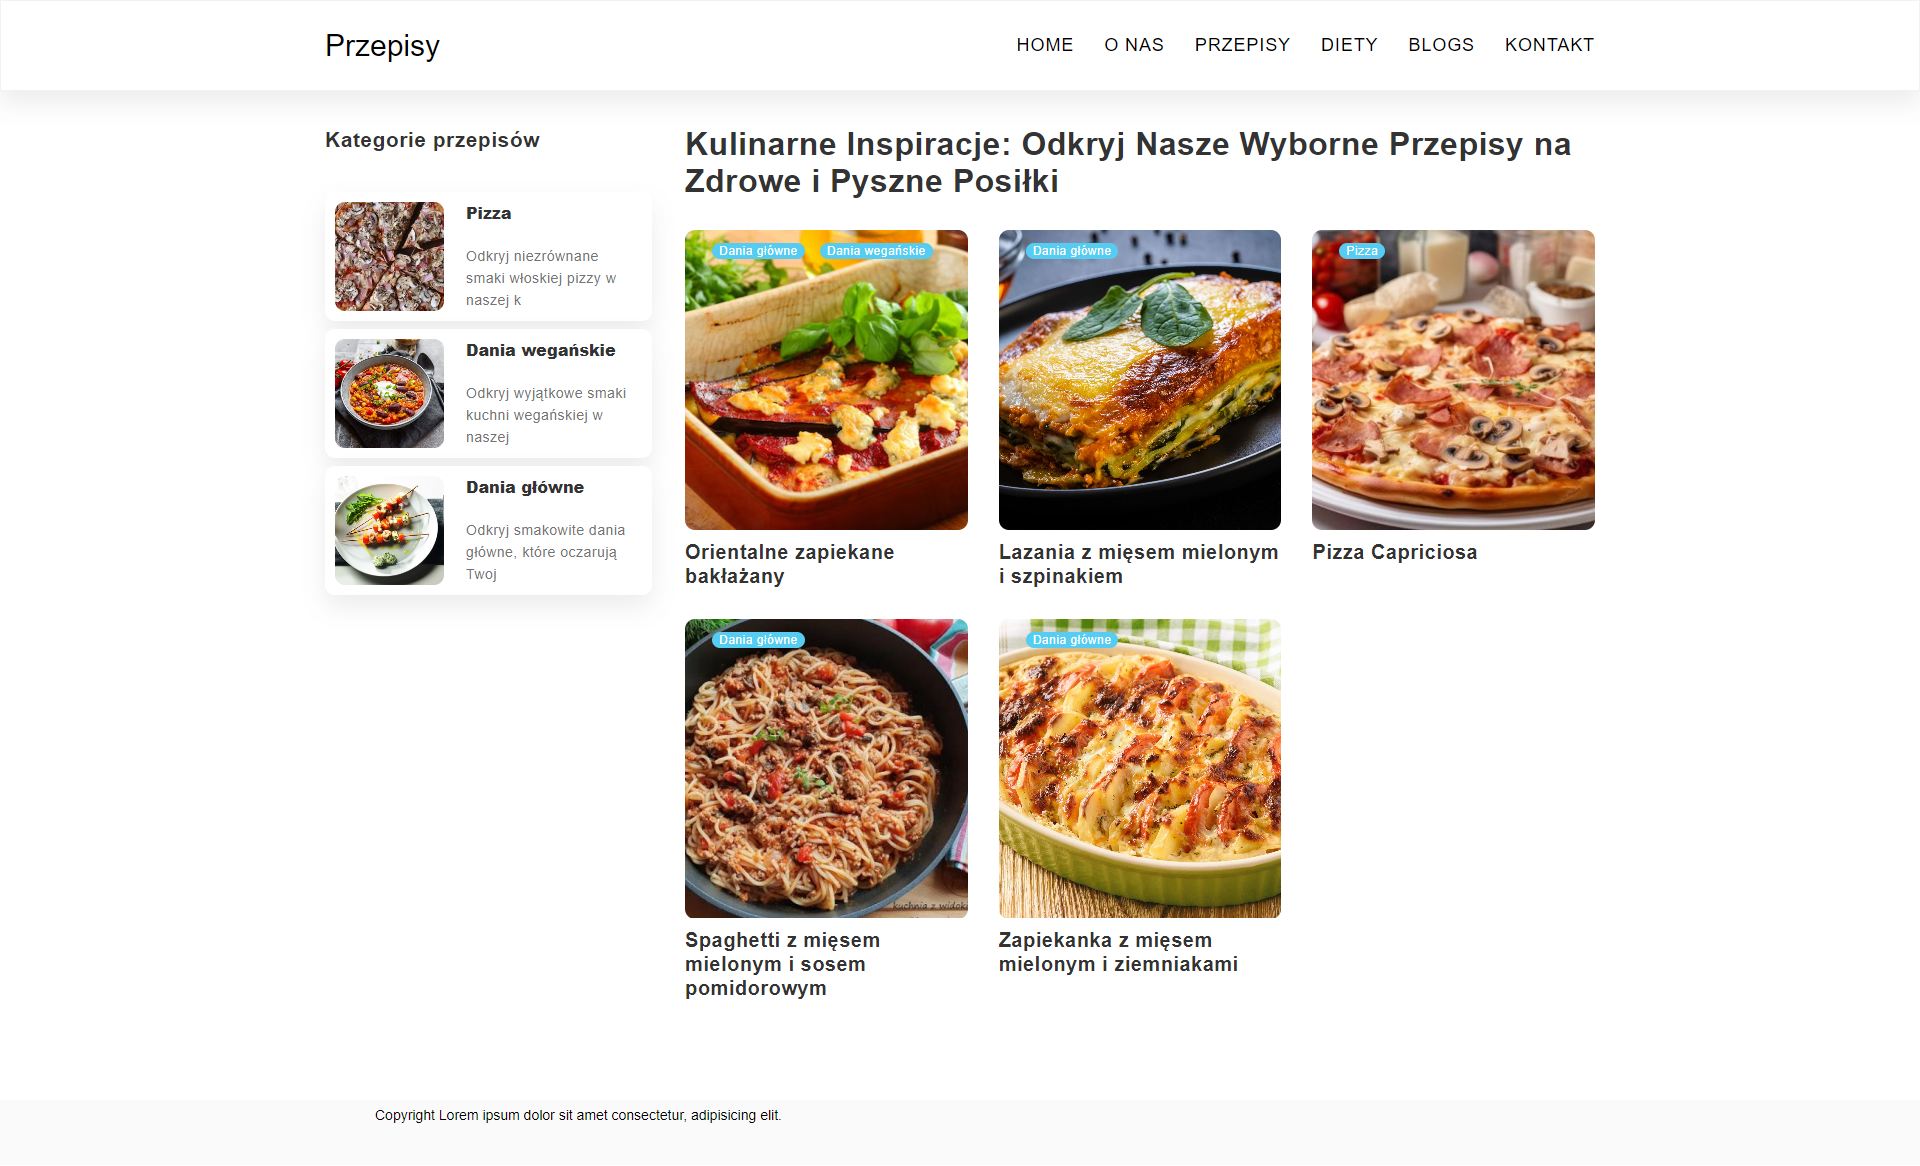 Przepisy
HOME O NAS PRZEPISY DIETY BLOGS KONTAKT
Kategorie przepisów
Pizza
Odkryj niezrównane
smaki włoskiej pizzy w
naszej k
Dania wegańskie
Odkryj wyjątkowe smaki
kuchni wegańskiej w
naszej
Dania główne
Odkryj smakowite dania
główne, które oczarują
Twoj
Kulinarne Inspiracje: Odkryj Nasze Wyborne Przepisy na
Zdrowe i Pyszne Posiłki
Dania główne Dania wegańskie
Orientalne zapiekane
bakłażany
Dania główne
Lazania z mięsem mielonym
i szpinakiem
Pizza
Pizza Capriciosa
Dania główne
kuchnia z widok
Spaghetti z mięsem
mielonym i sosem
pomidorowym
Dania główne
Zapiekanka z mięsem
mielonym i ziemniakami
Copyright Lorem ipsum dolor sit amet consectetur, adipisicing elit.